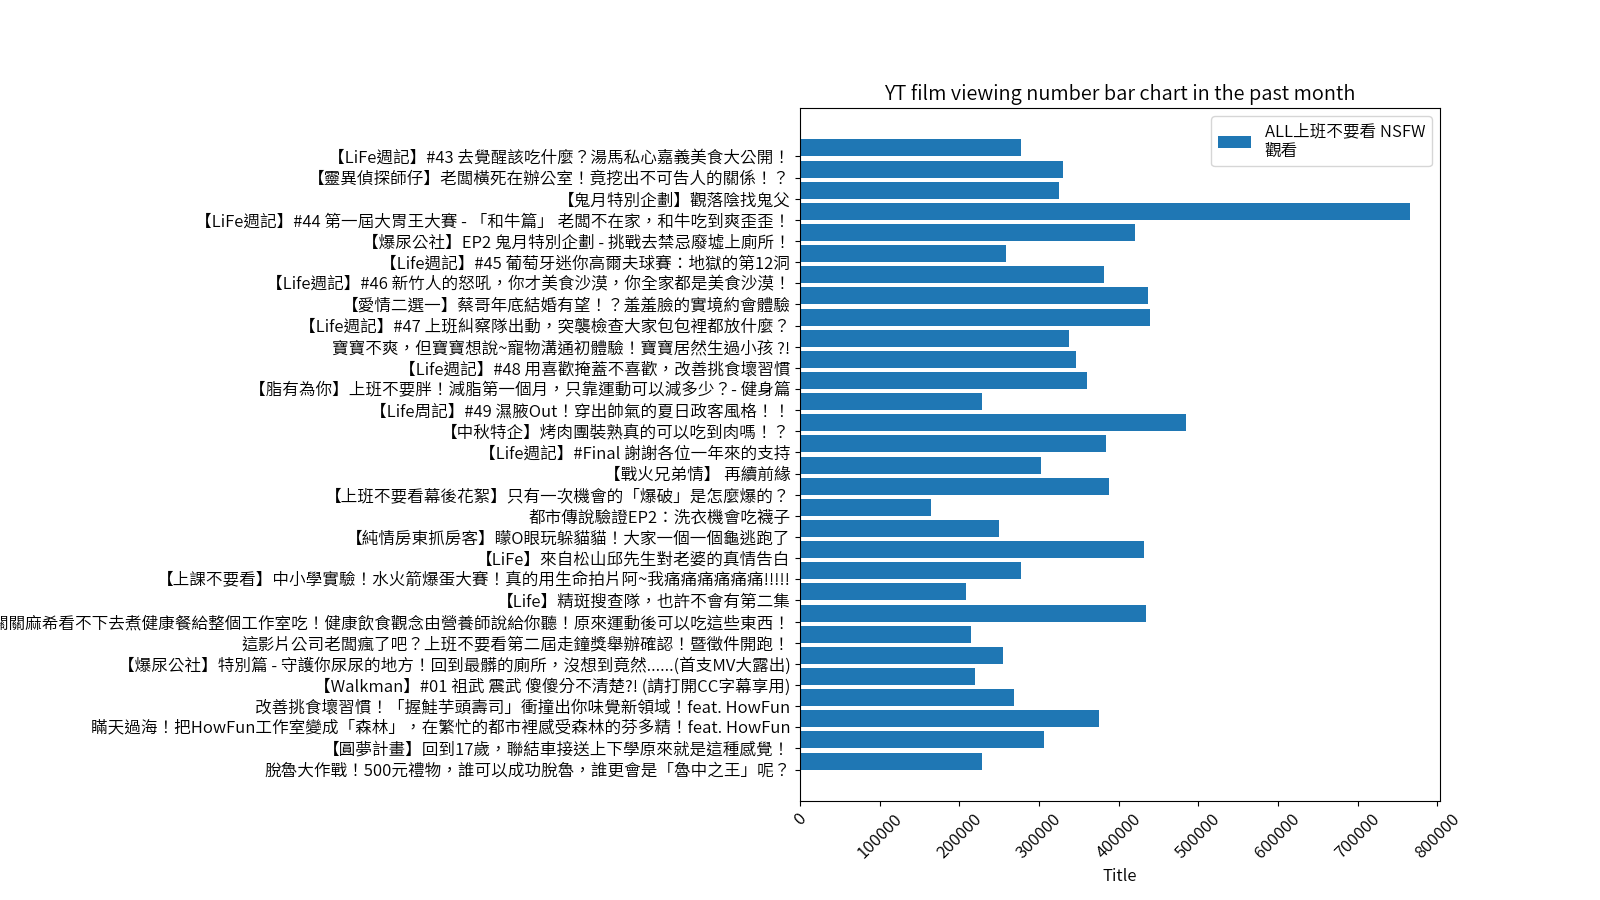 YT film viewing number bar chart in the past month
ALL上班不要看 NSFW
觀看
【LiFe週記】#43 去覺醒該吃什麼？湯馬私心嘉義美食大公開！
【靈異偵探師仔】老闆橫死在辦公室！竟挖出不可告人的關係！？
【鬼月特別企劃】觀落陰找鬼父
【LiFe週記】#44 第一屆大胃王大賽 - 「和牛篇」 老闆不在家，和牛吃到爽歪歪！
【爆尿公社】EP2 鬼月特別企劃 - 挑戰去禁忌廢墟上廁所！
【Life週記】#45 葡萄牙迷你高爾夫球賽：地獄的第12洞
【Life週記】#46 新竹人的怒吼，你才美食沙漠，你全家都是美食沙漠！
【愛情二選一】蔡哥年底結婚有望！？羞羞臉的實境約會體驗
【Life週記】#47 上班糾察隊出動，突襲檢查大家包包裡都放什麼？
寶寶不爽，但寶寶想說~寵物溝通初體驗！寶寶居然生過小孩 ?!
【Life週記】#48 用喜歡掩蓋不喜歡，改善挑食壞習慣
【脂有為你】上班不要胖！減脂第一個月，只靠運動可以減多少？- 健身篇
【Life周記】#49 濕腋Out！穿出帥氣的夏日政客風格！！
【中秋特企】烤肉團裝熟真的可以吃到肉嗎！？
【Life週記】#Final 謝謝各位一年來的支持
【戰火兄弟情】 再續前緣
【上班不要看幕後花絮】只有一次機會的「爆破」是怎麼爆的？
都市傳說驗證EP2：洗衣機會吃襪子
【純情房東抓房客】矇O眼玩躲貓貓！大家一個一個龜逃跑了
【LiFe】來自松山邱先生對老婆的真情告白
【上課不要看】中小學實驗！水火箭爆蛋大賽！真的用生命拍片阿~我痛痛痛痛痛痛!!!!!
【Life】精斑搜查隊，也許不會有第二集
關麻希看不下去煮健康餐給整個工作室吃！健康飲食觀念由營養師說給你聽！原來運動後可以吃這些東西！
這影片公司老闆瘋了吧？上班不要看第二屆走鐘獎舉辦確認！暨徵件開跑！
【爆尿公社】特別篇 - 守護你尿尿的地方！回到最髒的廁所，沒想到竟然......(首支MV大露出)
【Walkman】#01 祖武 震武 傻傻分不清楚?! (請打開CC字幕享用)
改善挑食壞習慣！「握鮭芋頭壽司」衝撞出你味覺新領域！feat. HowFun
瞞天過海！把HowFun工作室變成「森林」，在繁忙的都市裡感受森林的芬多精！feat. HowFun
【圓夢計畫】回到17歲，聯結車接送上下學原來就是這種感覺！
脫魯大作戰！500元禮物，誰可以成功脫魯，誰更會是「魯中之王」呢？
0
100000
200000
300000
400000
500000
600000
700000
800000
Title